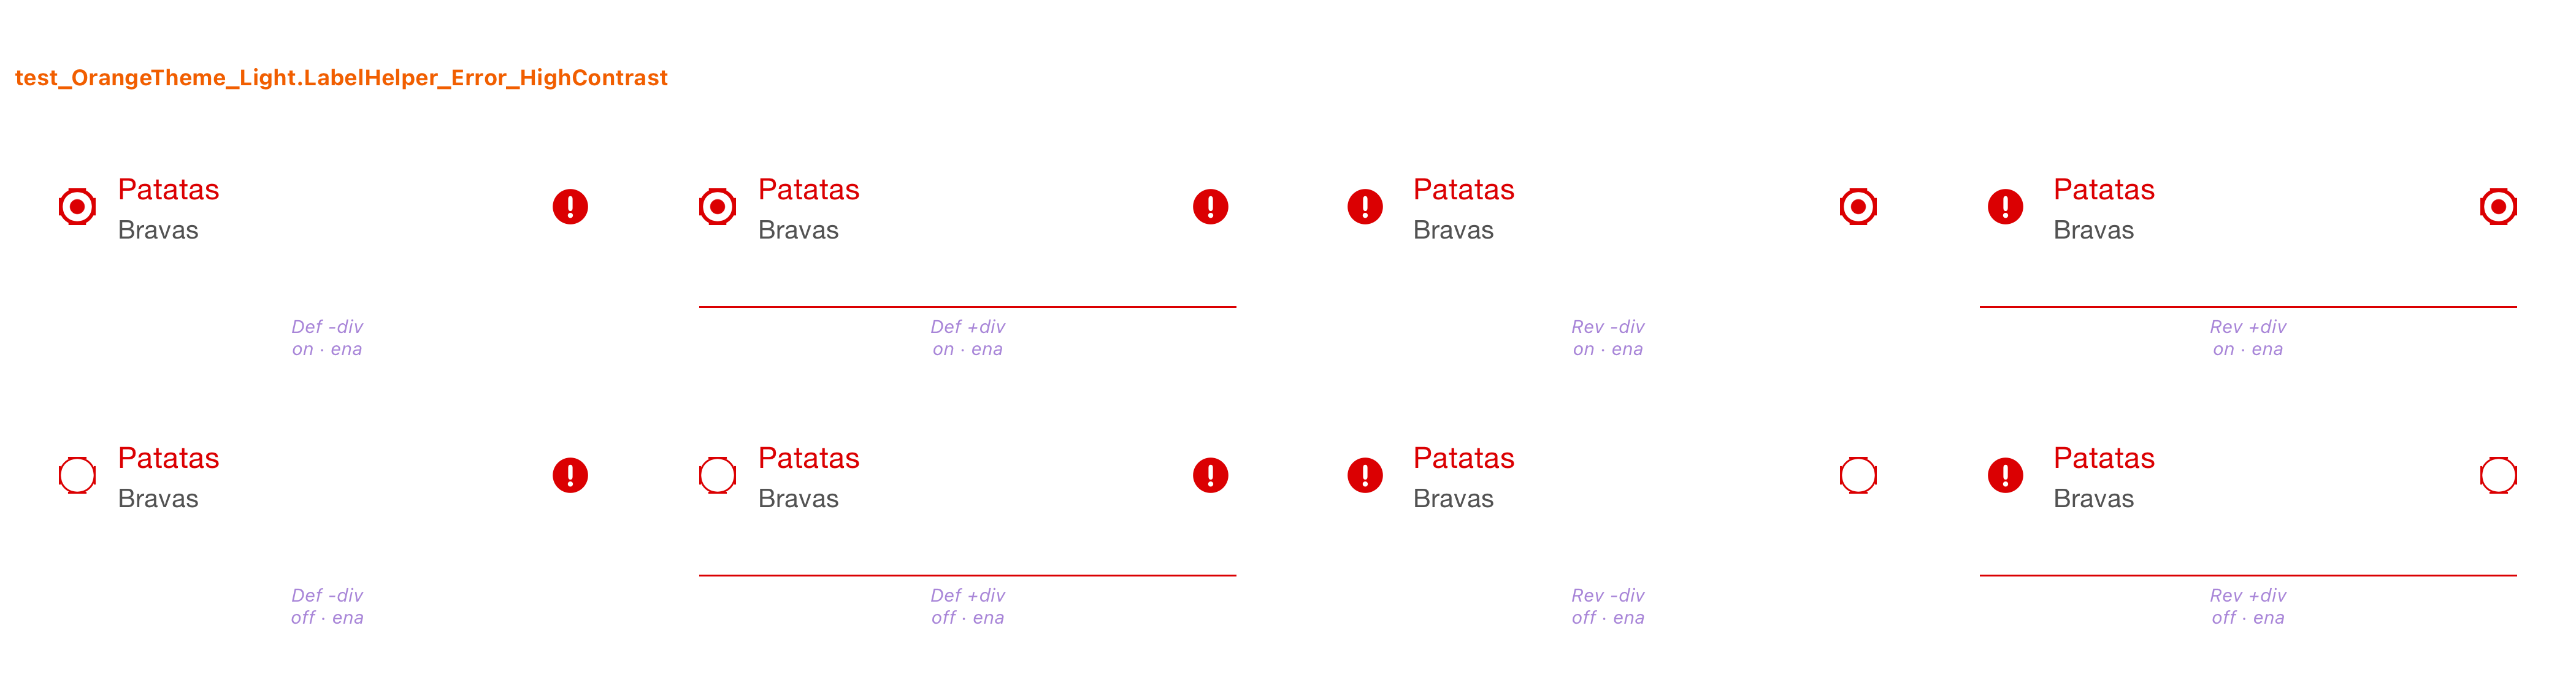 test_OrangeTheme_Light.LabelHelper_Error_HighContrast
Patatas
Bravas
Def -div
on · ena
Patatas
Bravas
Def +div
on · ena
Patatas
Bravas
Rev -div
on · ena
Patatas
Bravas
Rev +div
on · ena
Patatas
Bravas
Def -div
off · ena
Patatas
Bravas
Def +div
off · ena
Patatas
Bravas
Rev -div
off · ena
Patatas
Bravas
Rev +div
off · ena